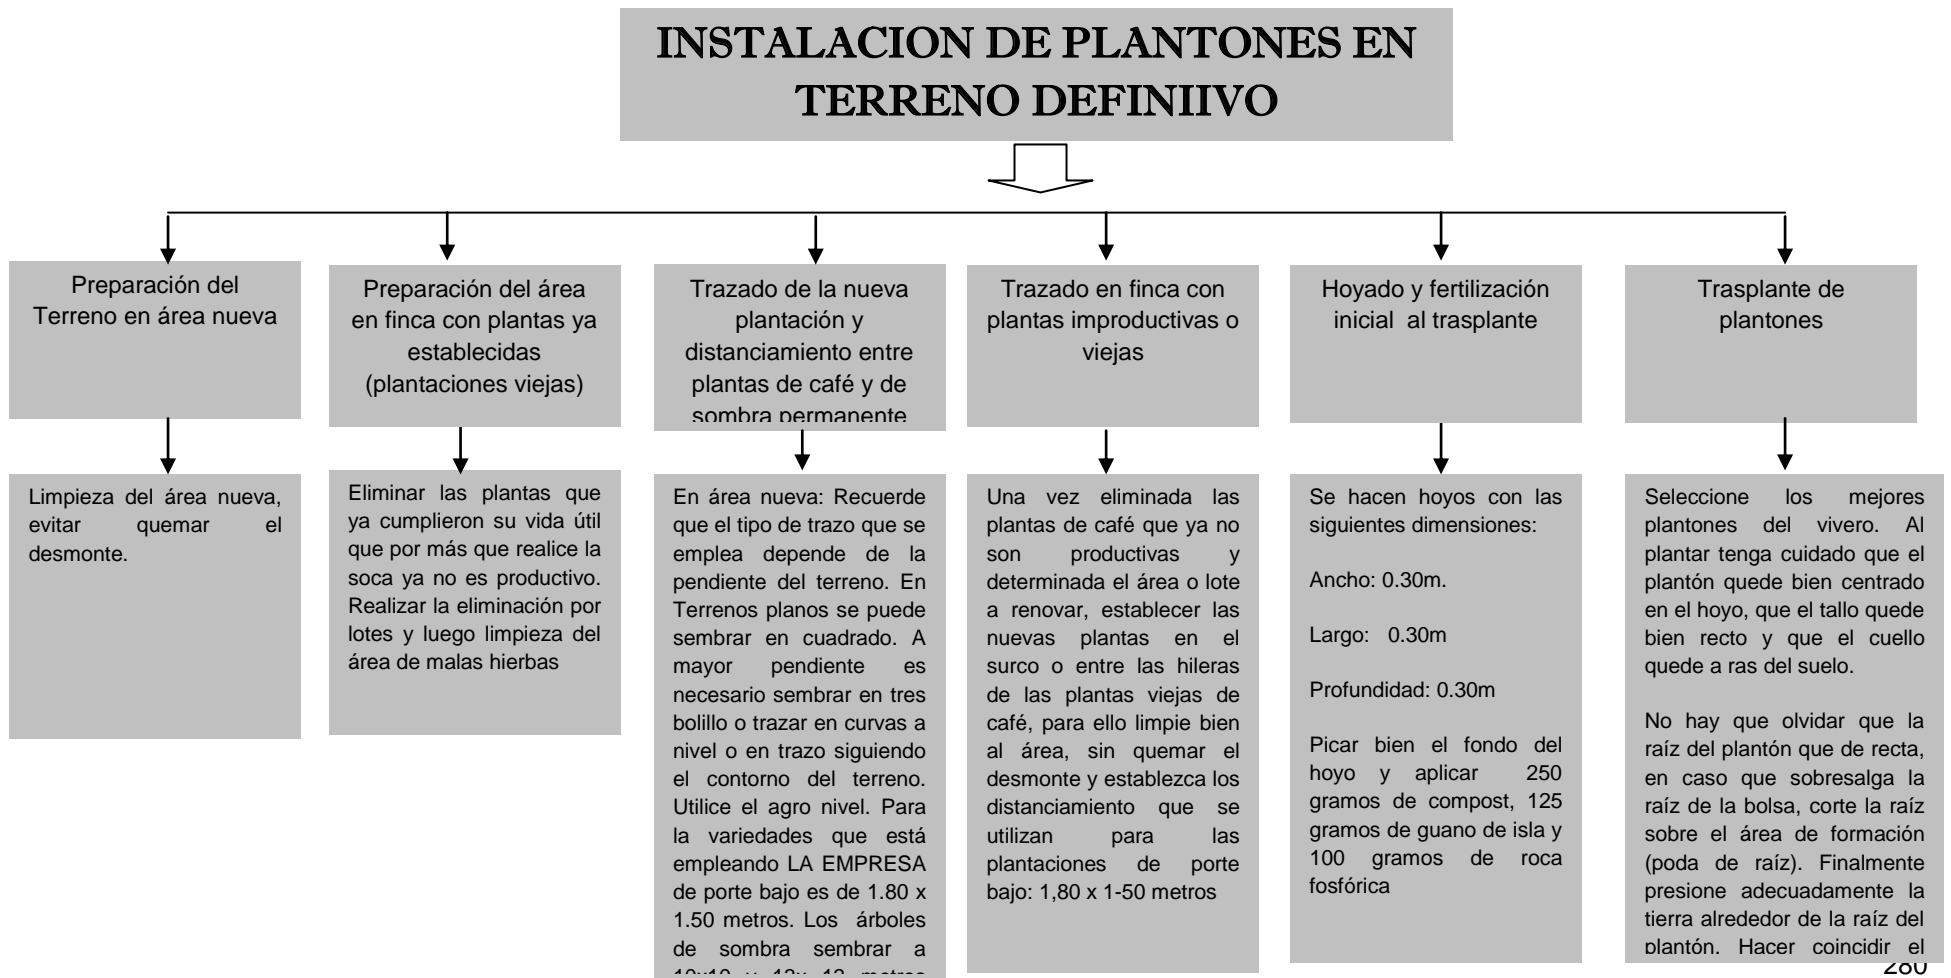 INSTALACION DE PLANTONES EN
TERRENO DEFINIIVO
Preparación del
Terreno en área nueva
Preparación del área
en finca con plantas ya
establecidas
(plantaciones viejas)
Trazado de la nueva
plantación y
distanciamiento entre
plantas de café y de
sombra permanente
Trazado en finca con
plantas improductivas o
viejas
Hoyado y fertilización
inicial al trasplante
Trasplante de
plantones
Limpieza del área nueva,
evitar quemar el
desmonte.
Eliminar las plantas que
ya cumplieron su vida útil
que por más que realice la
soca ya no es productivo.
Realizar la eliminación por
lotes y luego limpieza del
área de malas hierbas
En área nueva: Recuerde
que el tipo de trazo que se
emplea depende de la
pendiente del terreno. En
Terrenos planos se puede
sembrar en cuadrado. A
mayor pendiente es
necesario sembrar en tres
bolillo o trazar en curvas a
nivel o en trazo siguiendo
el contorno del terreno.
Utilice el agro nivel. Para
la variedades que está
empleando LA EMPRESA
de porte bajo es de 1.80 x
1.50 metros. Los árboles
de sombra sembrar a
10x10 y 12x 12 metros
Una vez eliminada las
plantas de café que ya no
son productivas y
determinada el área o lote
a renovar, establecer las
nuevas plantas en el
surco o entre las hileras
de las plantas viejas de
café, para ello limpie bien
al área, sin quemar el
desmonte y establezca los
distanciamiento que se
utilizan para las
plantaciones de porte
bajo: 1,80 x 1-50 metros
Se hacen hoyos con las
siguientes dimensiones:
Ancho: 0.30m.
Largo: 0.30m
Profundidad: 0.30m
Picar bien el fondo del
hoyo y aplicar 250
gramos de compost, 125
gramos de guano de isla y
100 gramos de roca
fosfórica
Seleccione los mejores
plantones del vivero. Al
plantar tenga cuidado que el
plantón quede bien centrado
en el hoyo, que el tallo quede
bien recto y que el cuello
quede a ras del suelo.
No hay que olvidar que la
raíz del plantón que de recta,
en caso que sobresalga la
raíz de la bolsa, corte la raíz
sobre el área de formación
(poda de raíz). Finalmente
presione adecuadamente la
tierra alrededor de la raíz del
plantón. Hacer coincidir el
280